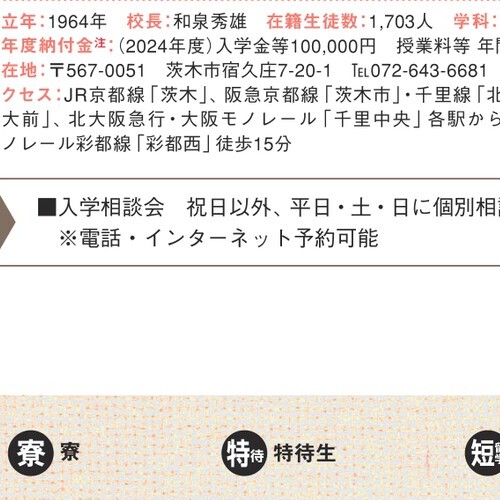 立年：1964年　校長：和泉秀雄　在籍生徒数：1,703人　学科：
年度納付金注：（2024年度）入学金等100,000円　授業料等 年
在地：〒567-0051　茨木市宿久庄7-20-1　℡072-643-6681
クセス：JR京都線「茨木」、阪急京都線「茨木市」・千里線「北
大前」、北大阪急行・大阪モノレール「千里中央」各駅から
ノレール彩都線「彩都西」徒歩15分
■入学相談会　祝日以外、平日・土・日に個別相談
※電話・インターネット予約可能
寮 寮
特待 特待生
短